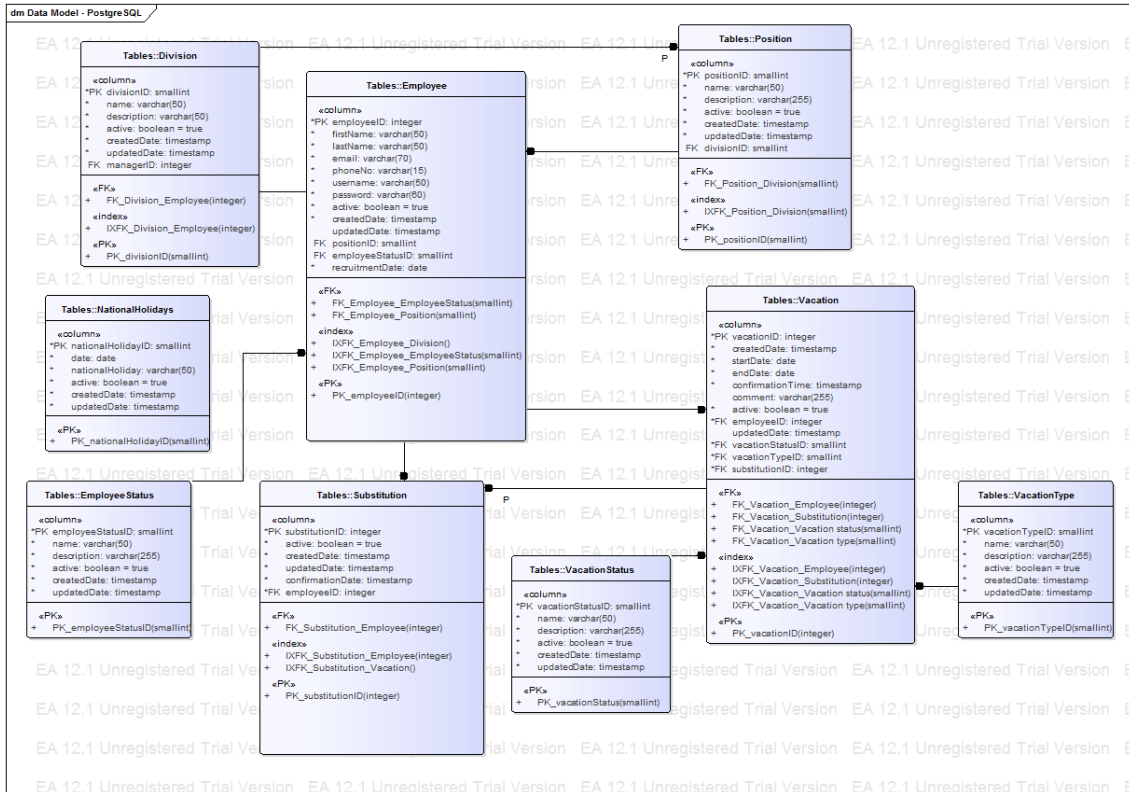 dm Data Model - PostgreSQL
Tables::Division
«column»
*PK divisionID: smallint
* name: varchar(50)
* description: varchar(50)
* active: boolean = true
* createdDate: timestamp
* updatedDate: timestamp
FK managerID: integer
«FK»
+ FK_Division_Employee(integer)
«index»
+ IXFK_Division_Employee(integer)
«PK»
+ PK_divisionID(smallint)
Tables::Employee
«column»
*PK employeeID: integer
* firstName: varchar(50)
* lastName: varchar(50)
* email: varchar(70)
* phoneNo: varchar(15)
* username: varchar(50)
* password: varchar(60)
* active: boolean = true
* createdDate: timestamp
updatedDate: timestamp
FK positionID: smallint
FK employeeStatusID: smallint
* recruitmentDate: date
«FK»
+ FK_Employee_EmployeeStatus(smallint)
+ FK_Employee_Position(smallint)
«index»
+ IXFK_Employee_Division()
+ IXFK_Employee_EmployeeStatus(smallint)
+ IXFK_Employee_Position(smallint)
«PK»
+ PK_employeeID(integer)
P
Tables::Position
«column»
*PK positionID: smallint
* name: varchar(50)
* description: varchar(255)
* active: boolean = true
* createdDate: timestamp
* updatedDate: timestamp
FK divisionID: smallint
«FK»
+ FK_Position_Division(smallint)
«index»
+ IXFK_Position_Division(smallint)
«PK»
+ PK_positionID(smallint)
Tables::NationalHolidays
«column»
*PK nationalHolidayID: smallint
* date: date
* nationalHoliday: varchar(50)
* active: boolean = true
* createdDate: timestamp
* updatedDate: timestamp
«PK»
+ PK_nationalHolidayID(smallint)
Tables::Vacation
«column»
*PK vacationID: integer
* createdDate: timestamp
* startDate: date
* endDate: date
* confirmationTime: timestamp
comment: varchar(255)
* active: boolean = true
*FK employeeID: integer
updatedDate: timestamp
*FK vacationStatusID: smallint
*FK vacationTypeID: smallint
*FK substitutionID: integer
«FK»
+ FK_Vacation_Employee(integer)
+ FK_Vacation_Substitution(integer)
+ FK_Vacation_Vacation status(smallint)
+ FK_Vacation_Vacation type(smallint)
«index»
+ IXFK_Vacation_Employee(integer)
+ IXFK_Vacation_Substitution(integer)
+ IXFK_Vacation_Vacation status(smallint)
+ IXFK_Vacation_Vacation type(smallint)
«PK»
+ PK_vacationID(integer)
Tables::EmployeeStatus
«column»
*PK employeeStatusID: smallint
* name: varchar(50)
* description: varchar(255)
* active: boolean = true
* createdDate: timestamp
* updatedDate: timestamp
«PK»
+ PK_employeeStatusID(smallint)
Tables::Substitution
«column»
*PK substitutionID: integer
* active: boolean = true
* createdDate: timestamp
* updatedDate: timestamp
* confirmationDate: timestamp
*FK employeeID: integer
«FK»
+ FK_Substitution_Employee(integer)
«index»
+ IXFK_Substitution_Employee(integer)
+ IXFK_Substitution_Vacation()
«PK»
+ PK_substitutionID(integer)
P
Tables::VacationStatus
«column»
*PK vacationStatusID: smallint
* name: varchar(50)
* description: varchar(255)
* active: boolean = true
* createdDate: timestamp
* updatedDate: timestamp
«PK»
+ PK_vacationStatus(smallint)
Tables::VacationType
«column»
*PK vacationTypeID: smallint
* name: varchar(50)
* description: varchar(255)
* active: boolean = true
* createdDate: timestamp
* updatedDate: timestamp
«PK»
+ PK_vacationTypeID(smallint)
EA 12.1 Unregistered Trial Version